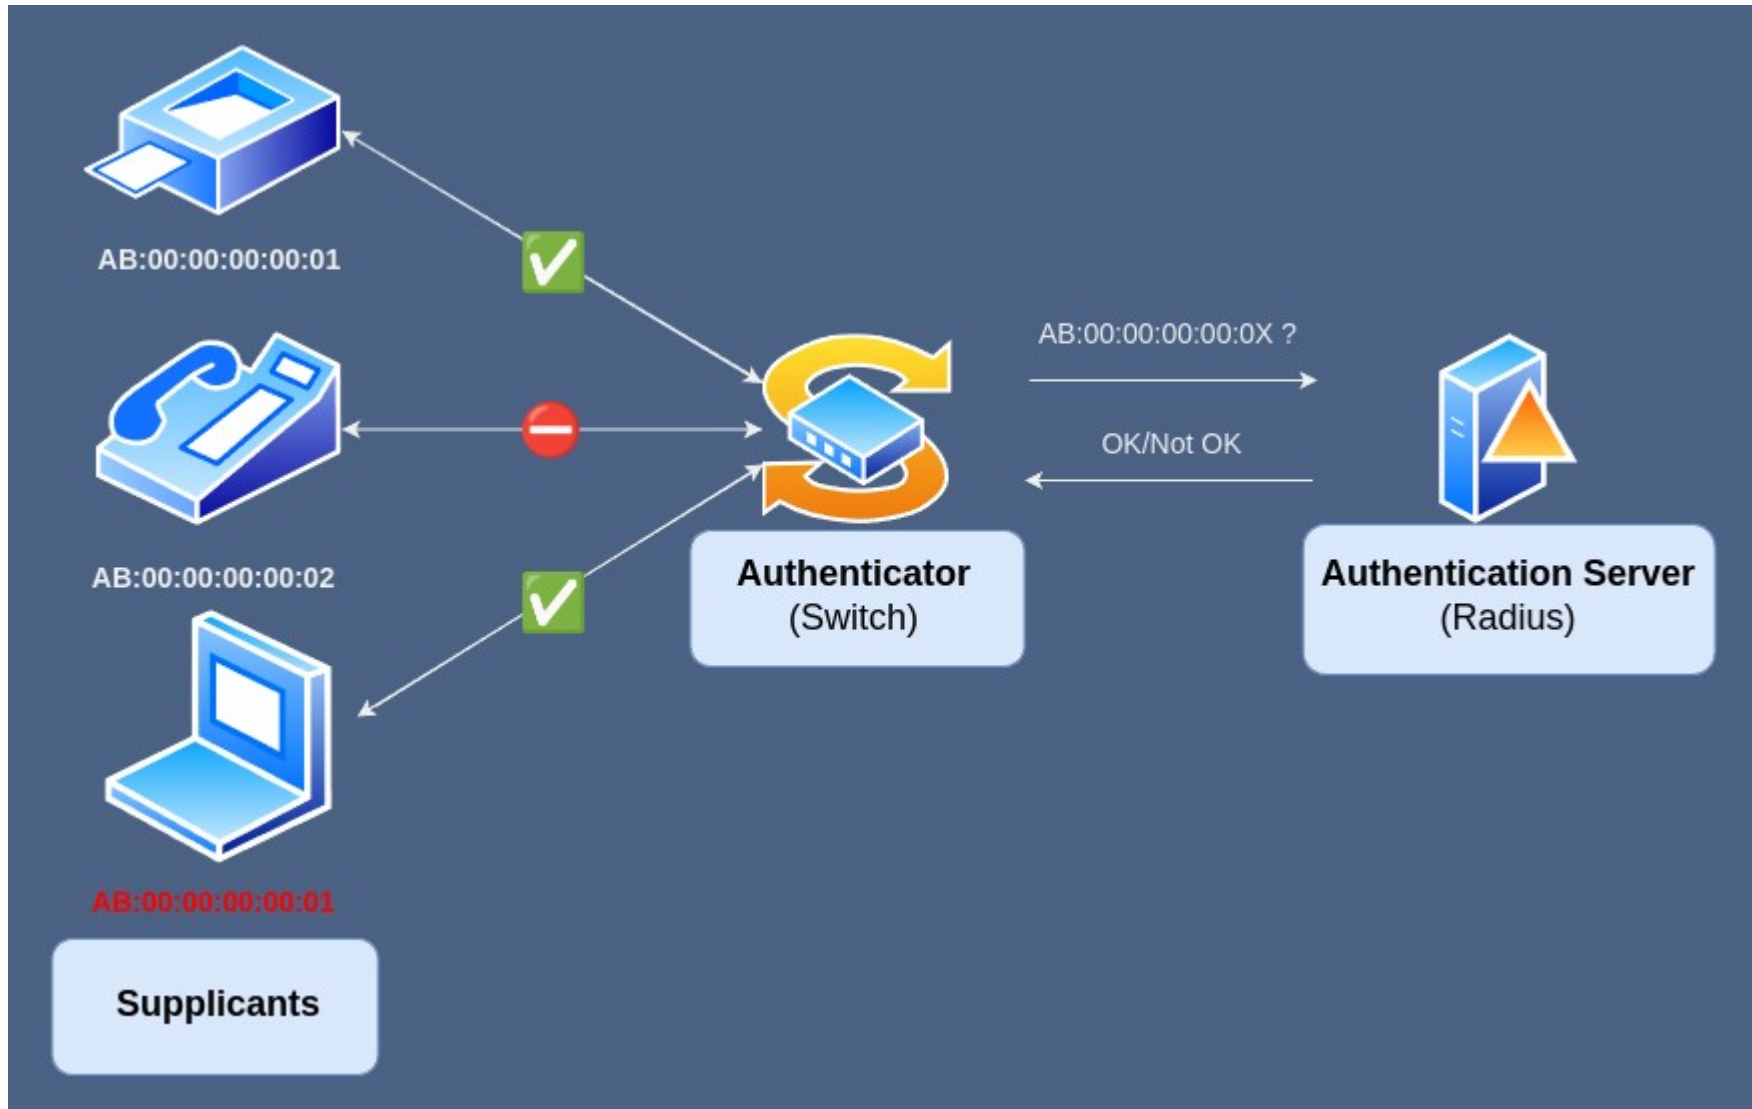 AB:00:00:00:00:01
AB:00:00:00:00:02
AB:00:00:00:00:01
Supplicants
Authenticator
(Switch)
AB:00:00:00:00:0X ?
OK/Not OK
Authentication Server
(Radius)